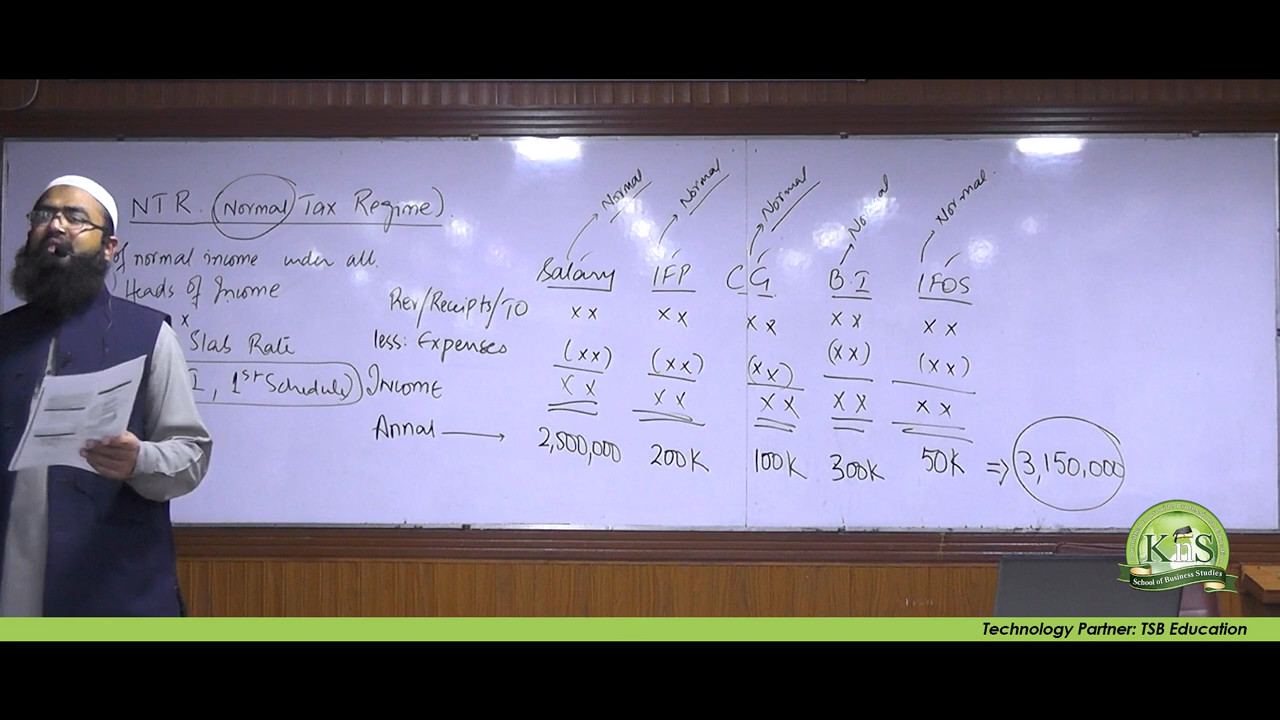 NTR. (Normal) Tax Regime).
of normal income under all.
Heads of Income
x
Slab Rate
I, 1st Schedule)
Normal Normal Normal Normal Normal.
Salary IFP CG B.I IFOS
Rev/Receipts/TO xx xx xx xx xx
less: Expenses (xx) (xx) (xx) (xx) (xx)
Income xx xx xx xx xx
Annal → 2,500,000 200K 100K 300K 50K ⇒ 3,150,000
KnS
School of Business Studies
Technology Partner: TSB Education